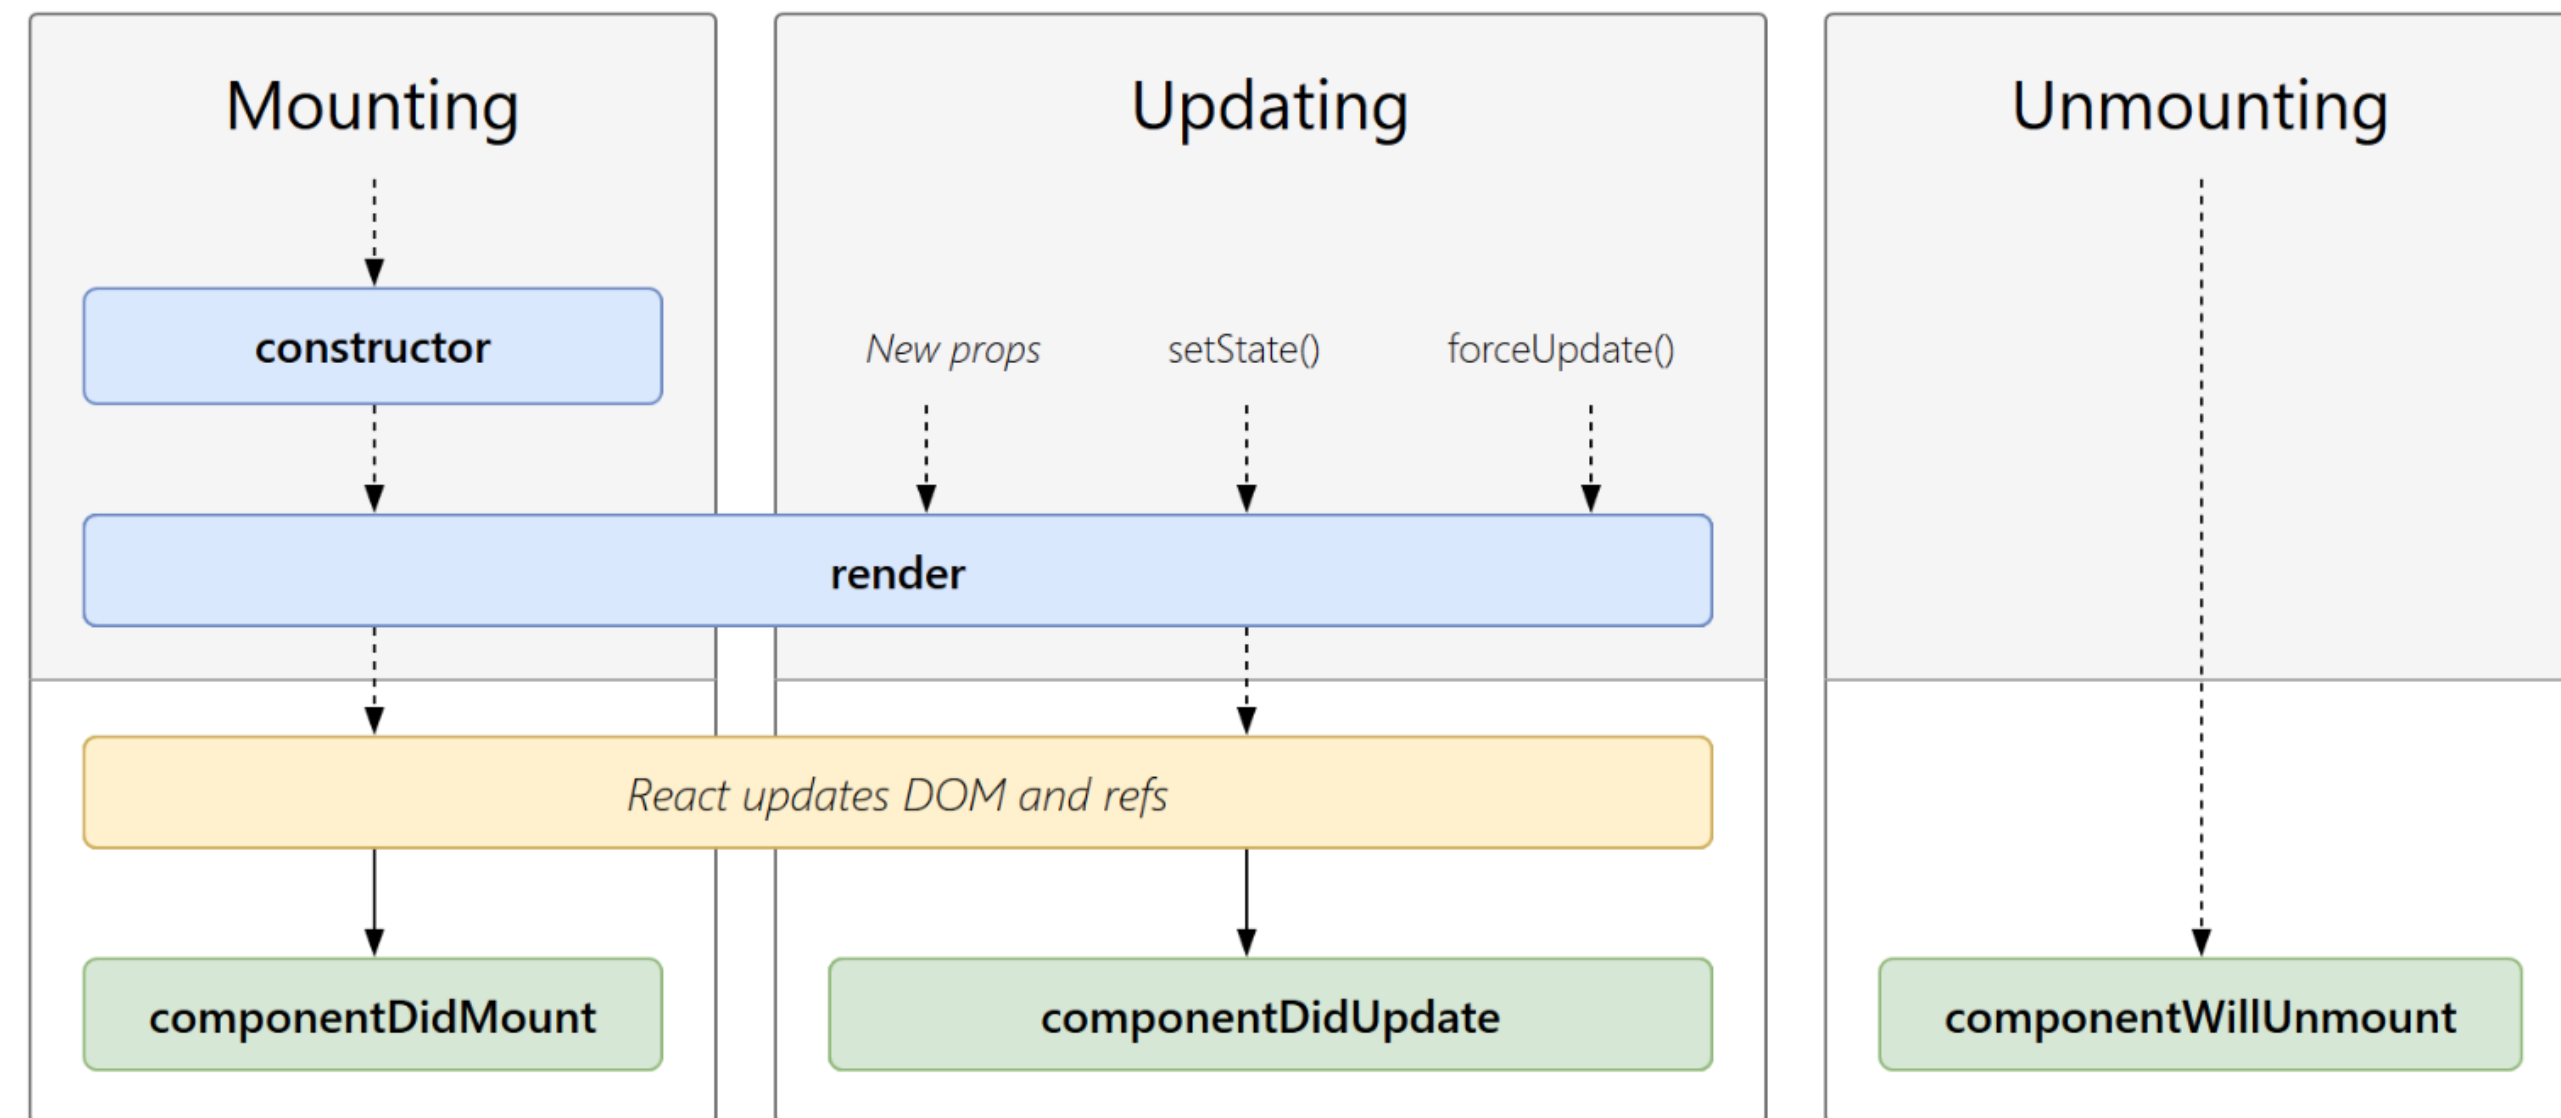 Mounting
Updating
Unmounting
constructor
New props
setState()
forceUpdate()
render
React updates DOM and refs
componentDidMount
componentDidUpdate
componentWillUnmount